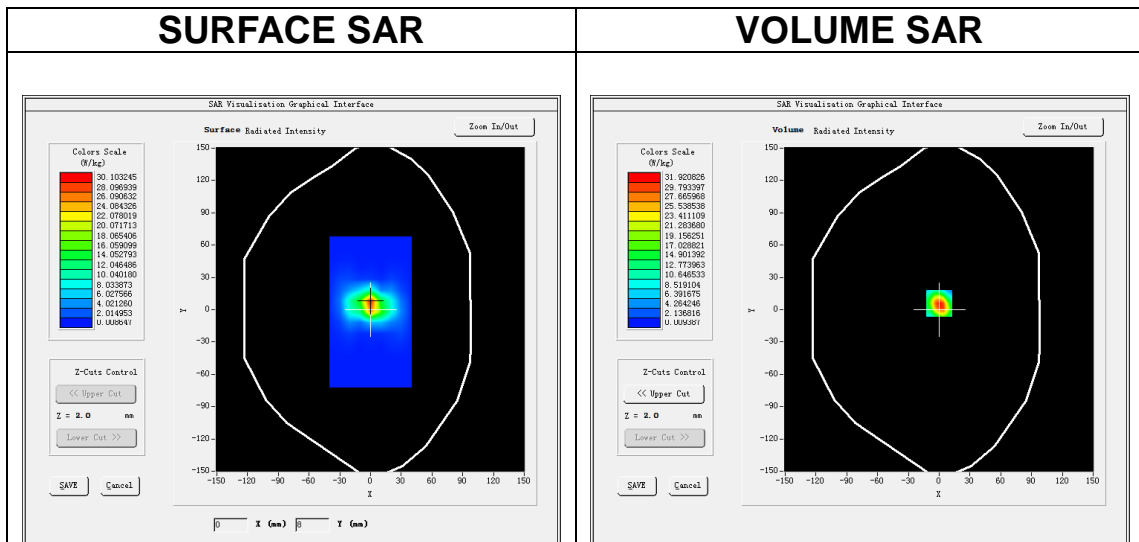 SURFACE SAR
SAR Visualisation Graphical Interface
Surface Radiated Intensity
Zoom In/Out
Colors Scale
(W/kg)
30.103245
28.096939
26.090632
24.084326
22.078019
20.071713
18.065406
16.059099
14.052793
12.046486
10.040180
8.033873
6.027566
4.021260
2.014953
0.008647
Z-Cuts Control
<< Upper Cut
Z = 2.0 mm
Lower Cut >>
SAVE Cancel
150
120
90
60
30
0
-30
-60
-90
-120
-150
Y
-150 -120 -90 -60 -30 0 30 60 90 120 150
X
0 X (mm) 8 Y (mm)
VOLUME SAR
SAR Visualisation Graphical Interface
Volume Radiated Intensity
Zoom In/Out
Colors Scale
(W/kg)
31.920826
29.793397
27.665968
25.538538
23.411109
21.283680
19.156251
17.028821
14.901392
12.773963
10.646533
8.519104
6.391675
4.264246
2.136816
0.009387
Z-Cuts Control
<< Upper Cut
Z = 2.0 mm
Lower Cut >>
SAVE Cancel
150
120
90
60
30
0
-30
-60
-90
-120
-150
Y
-150 -120 -90 -60 -30 0 30 60 90 120 150
X